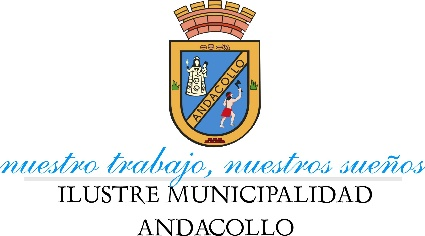 ANDACOLLO
nuestro trabajo, nuestros sueños
ILUSTRE MUNICIPALIDAD
ANDACOLLO